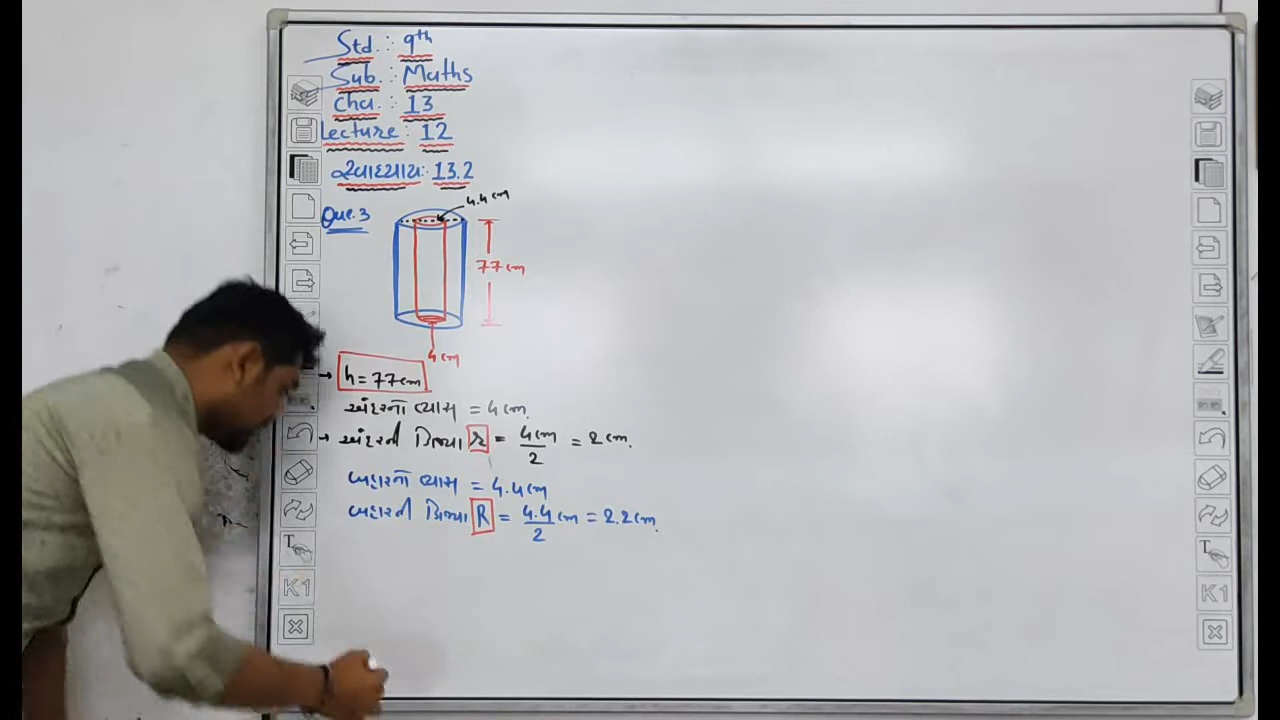 Std. : 9th
Sub. : Maths
Cha. : 13
Lecture : 12
સ્વાધ્યાય: 13.2
Que. 3
4.4 cm
77 cm
4 cm
h = 77 cm
અંદરનો વ્યાસ = 4 cm.
અંદરની ત્રિજ્યા r = 4 cm / 2 = 2 cm.
બહારનો વ્યાસ = 4.4 cm
બહારની ત્રિજ્યા R = 4.4 / 2 cm = 2.2 cm.
T
K1
T
K1